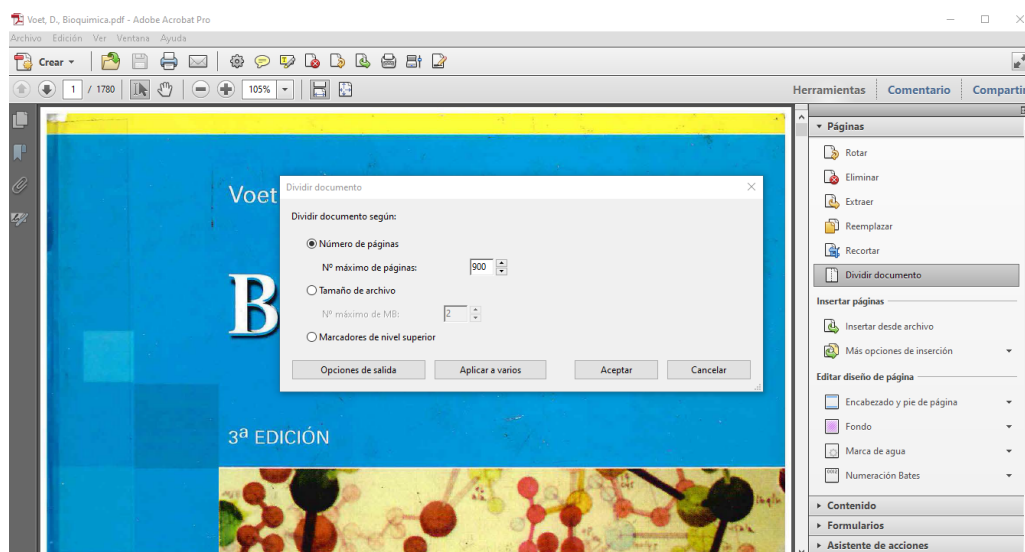 Voet, D., Bioquimica.pdf - Adobe Acrobat Pro
Archivo Edición Ver Ventana Ayuda
Crear
1 / 1780 105% Herramientas Comentario Compartir
Voet
B
3ª EDICIÓN
Dividir documento
Dividir documento según:
Número de páginas
Nº máximo de páginas: 900
Tamaño de archivo
Nº máximo de MB: 2
Marcadores de nivel superior
Opciones de salida Aplicar a varios Aceptar Cancelar
Páginas
Rotar
Eliminar
Extraer
Reemplazar
Recortar
Dividir documento
Insertar páginas
Insertar desde archivo
Más opciones de inserción
Editar diseño de página
Encabezado y pie de página
Fondo
Marca de agua
Numeración Bates
Contenido
Formularios
Asistente de acciones